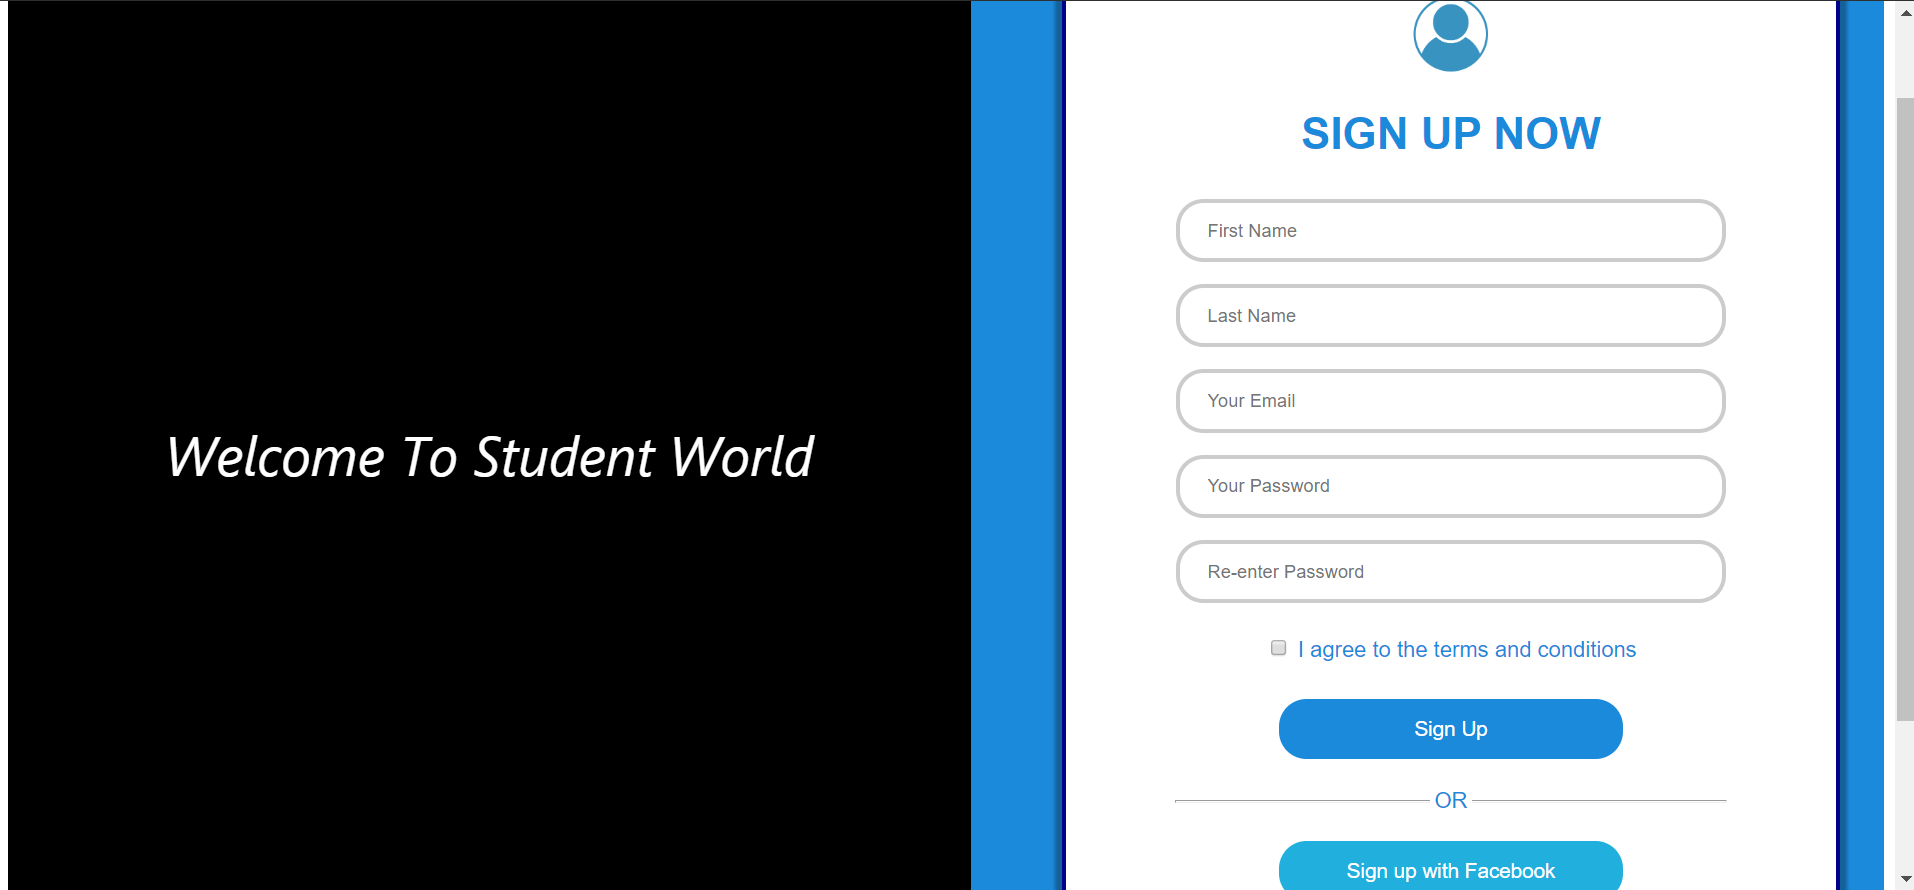 Welcome To Student World
SIGN UP NOW
First Name
Last Name
Your Email
Your Password
Re-enter Password
I agree to the terms and conditions
Sign Up
OR
Sign up with Facebook